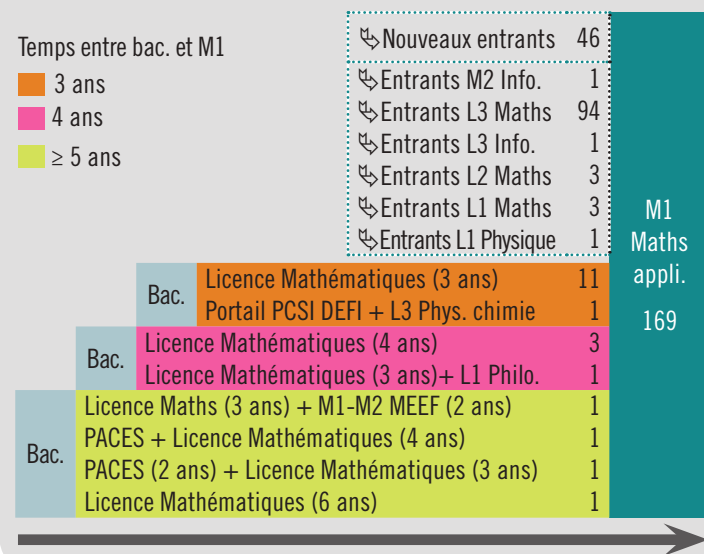 Temps entre bac. et M1
3 ans
4 ans
≥ 5 ans
Nouveaux entrants 46
Entrants M2 Info. 1
Entrants L3 Maths 94
Entrants L3 Info. 1
Entrants L2 Maths 3
Entrants L1 Maths 3
Entrants L1 Physique 1
Bac.
Licence Mathématiques (3 ans) 11
Portail PCSI DEFI + L3 Phys. chimie 1
Bac.
Licence Mathématiques (4 ans) 3
Licence Mathématiques (3 ans)+ L1 Philo. 1
Bac.
Licence Maths (3 ans) + M1-M2 MEEF (2 ans) 1
PACES + Licence Mathématiques (4 ans) 1
PACES (2 ans) + Licence Mathématiques (3 ans) 1
Licence Mathématiques (6 ans) 1
M1
Maths
appli.
169